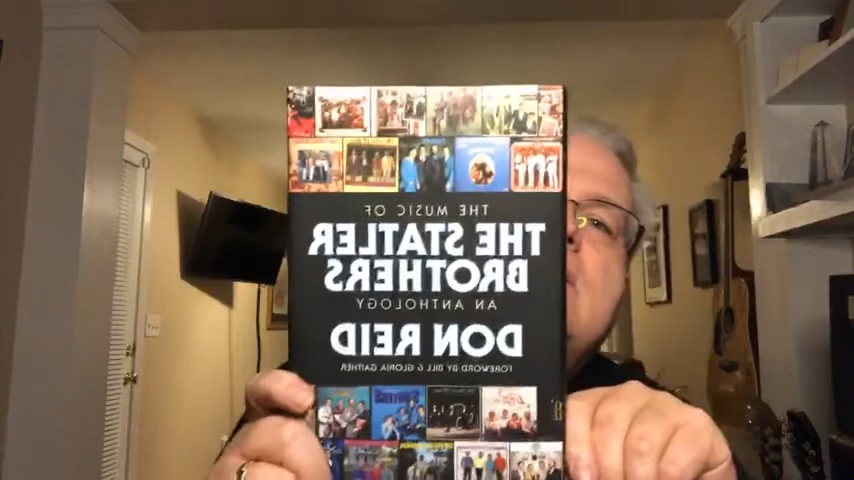 THE MUSIC OF
THE STATLER
BROTHERS
AN ANTHOLOGY
DON REID
FOREWORD BY BILL & GLORIA GAITHER